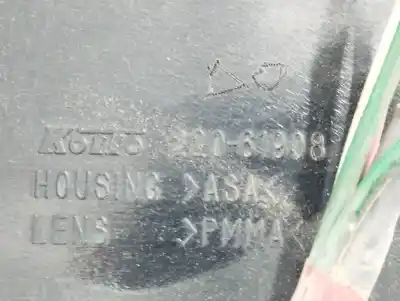 KOITO 220-61908
HOUSING >ASA<
LENS >PMMA